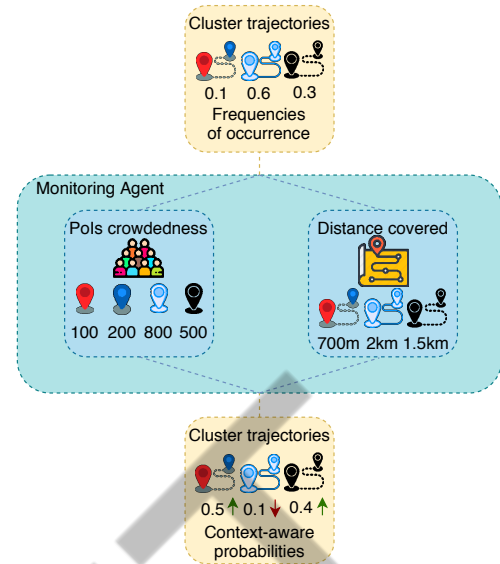 Cluster trajectories
0.1 0.6 0.3
Frequencies
of occurrence
Monitoring Agent
PoIs crowdedness
100 200 800 500
Distance covered
700m 2km 1.5km
Cluster trajectories
0.5 0.1 0.4
Context-aware
probabilities